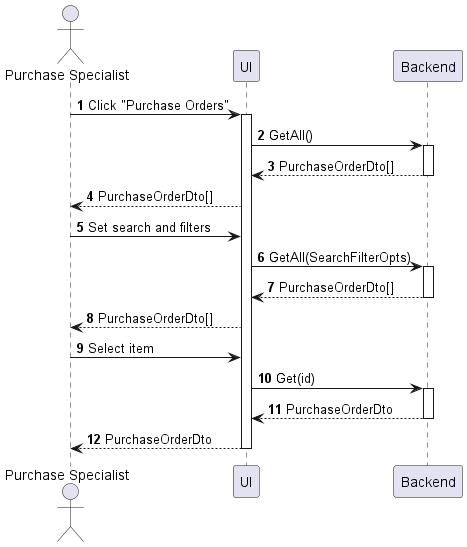 Purchase Specialist
UI
Backend
1 Click "Purchase Orders"
2 GetAll()
3 PurchaseOrderDto[]
4 PurchaseOrderDto[]
5 Set search and filters
6 GetAll(SearchFilterOpts)
7 PurchaseOrderDto[]
8 PurchaseOrderDto[]
9 Select item
10 Get(id)
11 PurchaseOrderDto
12 PurchaseOrderDto
Purchase Specialist
UI
Backend